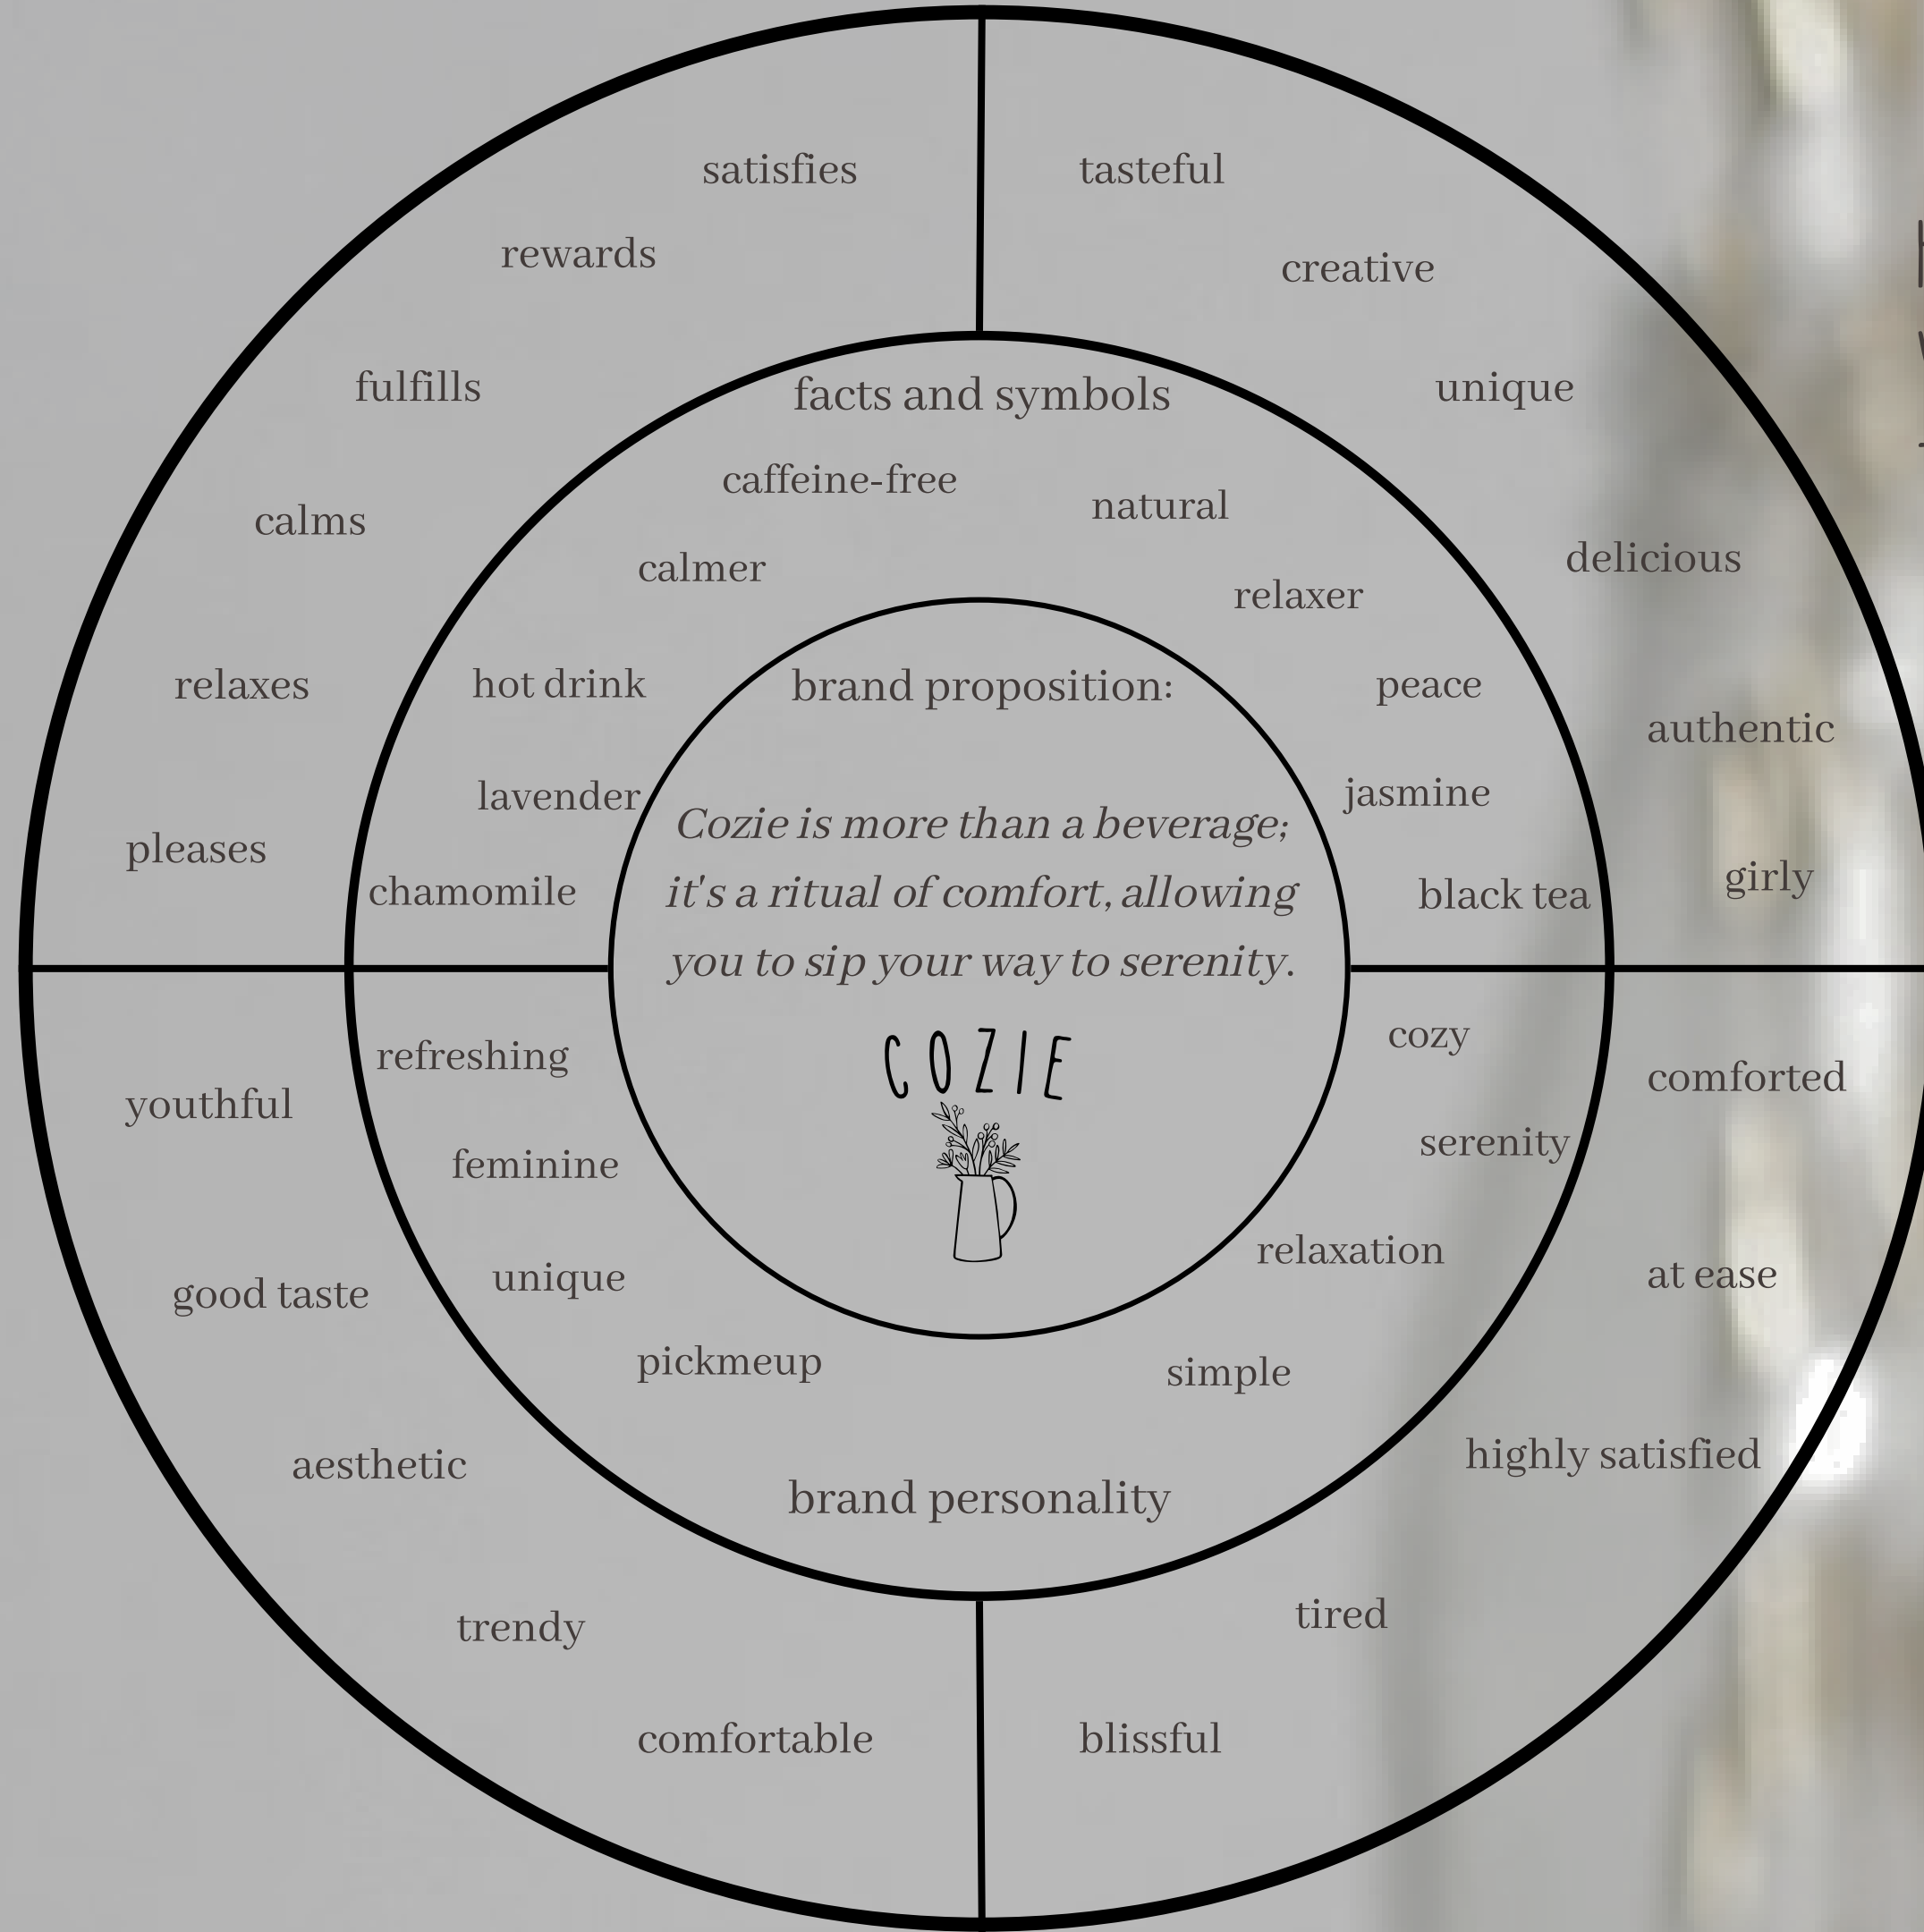 satisfies
tasteful
rewards
creative
fulfills
unique
calms
delicious
relaxes
authentic
pleases
girly
facts and symbols
caffeine-free
natural
calmer
relaxer
hot drink
peace
lavender
jasmine
chamomile
black tea
brand proposition:
Cozie is more than a beverage;
it's a ritual of comfort, allowing
you to sip your way to serenity.
COZIE
refreshing
cozy
feminine
serenity
unique
relaxation
pickmeup
simple
brand personality
youthful
comforted
good taste
at ease
aesthetic
highly satisfied
trendy
tired
comfortable
blissful